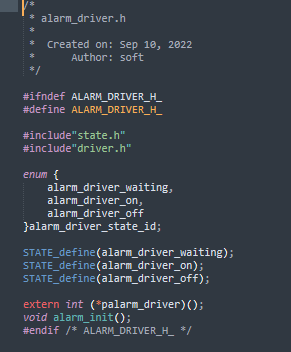 /*
 * alarm_driver.h
 *
 *  Created on: Sep 10, 2022
 *      Author: soft
 */

#ifndef ALARM_DRIVER_H_
#define ALARM_DRIVER_H_

#include"state.h"
#include"driver.h"

enum {
    alarm_driver_waiting,
    alarm_driver_on,
    alarm_driver_off
}alarm_driver_state_id;

STATE_define(alarm_driver_waiting);
STATE_define(alarm_driver_on);
STATE_define(alarm_driver_off);

extern int (*palarm_driver)();
void alarm_init();
#endif /* ALARM_DRIVER_H_ */